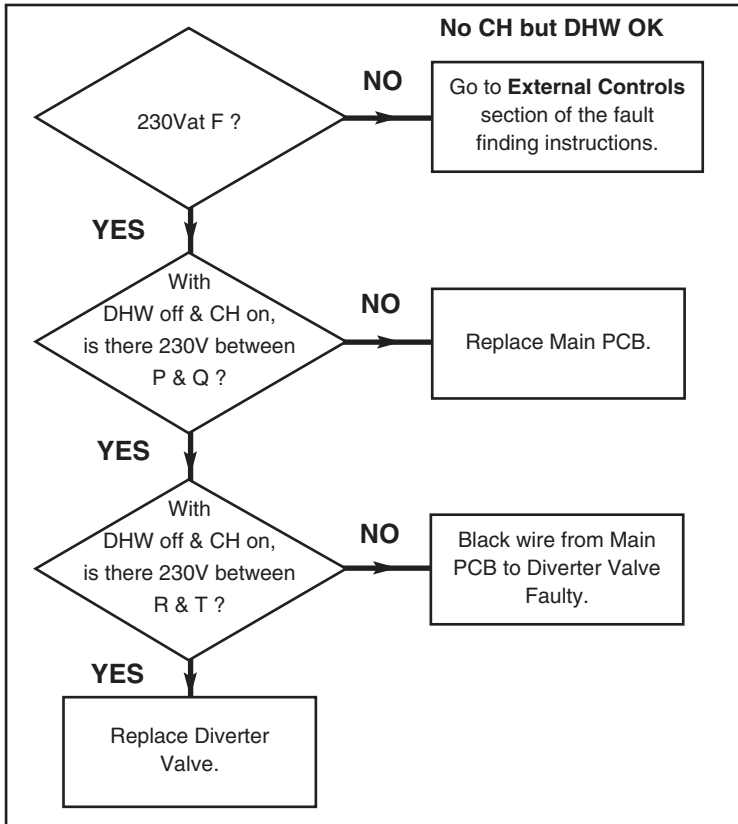 No CH but DHW OK
230Vat F ?
NO
Go to External Controls
section of the fault
finding instructions.
YES
With
DHW off & CH on,
is there 230V between
P & Q ?
NO
Replace Main PCB.
YES
With
DHW off & CH on,
is there 230V between
R & T ?
NO
Black wire from Main
PCB to Diverter Valve
Faulty.
YES
Replace Diverter
Valve.